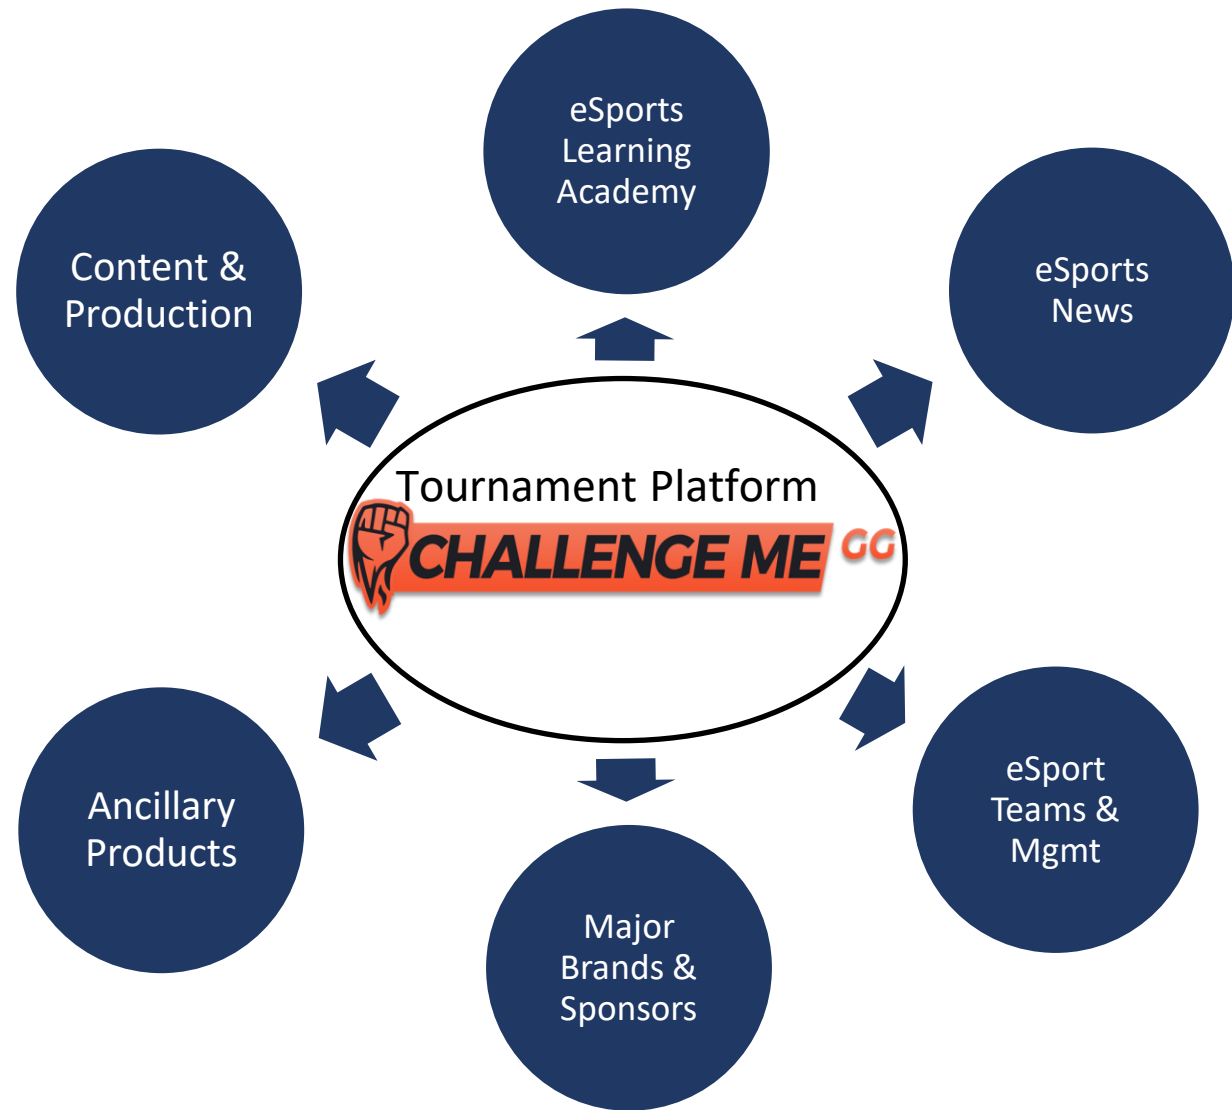 eSports
Learning
Academy
Content &
Production
eSports
News
Tournament Platform
CHALLENGE ME GG
Ancillary
Products
eSport
Teams &
Mgmt
Major
Brands &
Sponsors